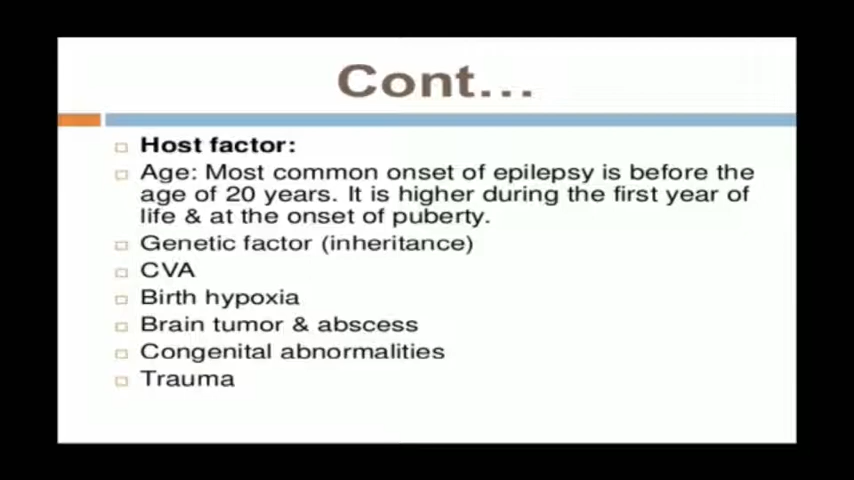 Cont...
Host factor:
Age: Most common onset of epilepsy is before the
age of 20 years. It is higher during the first year of
life & at the onset of puberty.
Genetic factor (inheritance)
CVA
Birth hypoxia
Brain tumor & abscess
Congenital abnormalities
Trauma